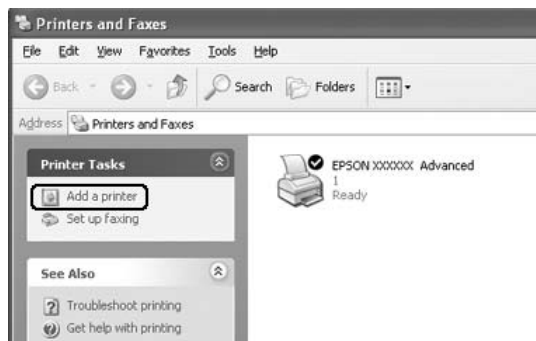 Printers and Faxes
File Edit View Favorites Tools Help
Back Search Folders
Address Printers and Faxes
Printer Tasks
Add a printer
Set up faxing
See Also
Troubleshoot printing
Get help with printing
EPSON XXXXXX Advanced
1
Ready